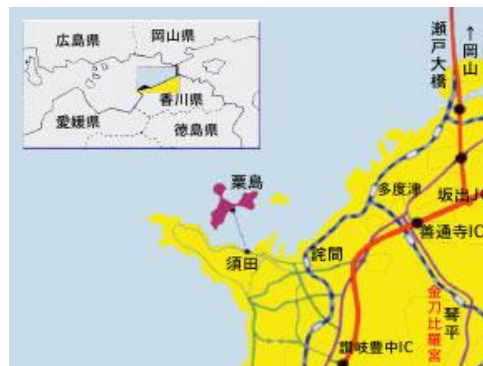 広島県
岡山県
香川県
愛媛県
徳島県
瀬戸大橋
↑岡山
粟島
多度津
坂出JC
善通寺IC
須田
詫間
金刀比羅宮
琴平
讃岐豊中IC